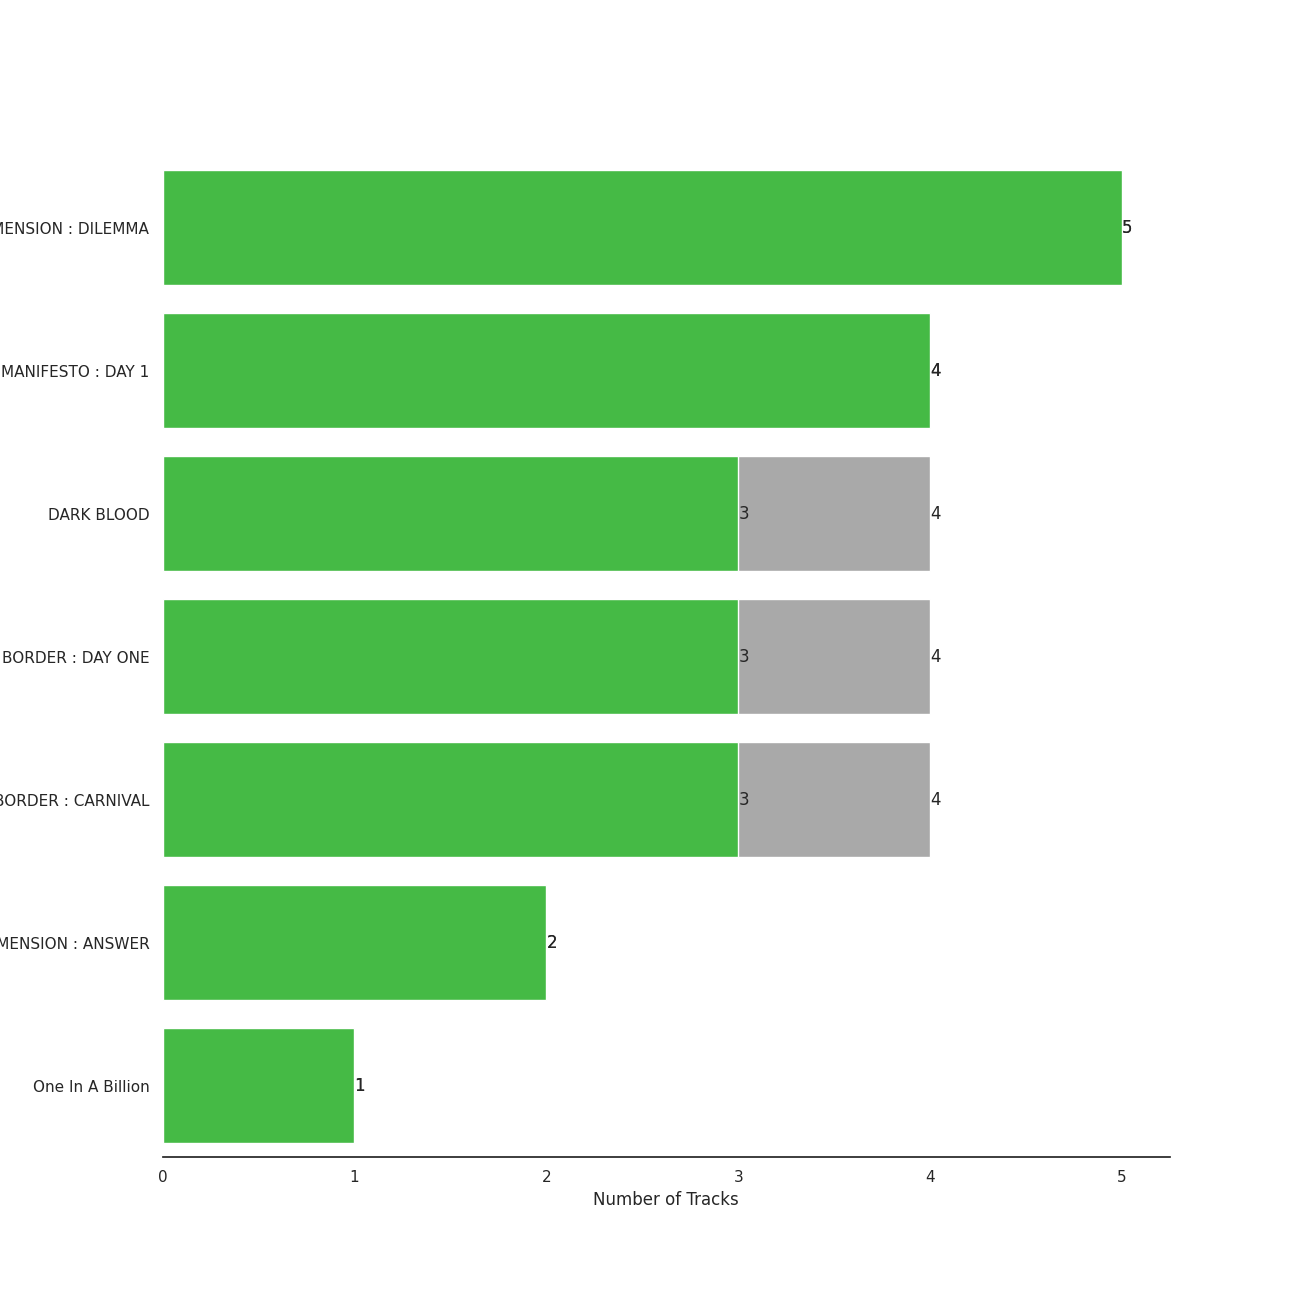 MENSION : DILEMMA
5
MANIFESTO : DAY 1
4
DARK BLOOD
3
4
BORDER : DAY ONE
3
4
BORDER : CARNIVAL
3
4
MENSION : ANSWER
2
One In A Billion
1
0 1 2 3 4 5
Number of Tracks